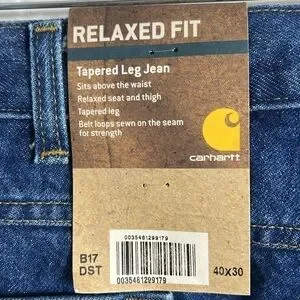 RELAXED FIT
Tapered Leg Jean
Sits above the waist
Relaxed seat and thigh
Tapered leg
Belt loops sewn on the seam
for strength
carhartt
0035481299179
B17
DST
0035481299179
40X30